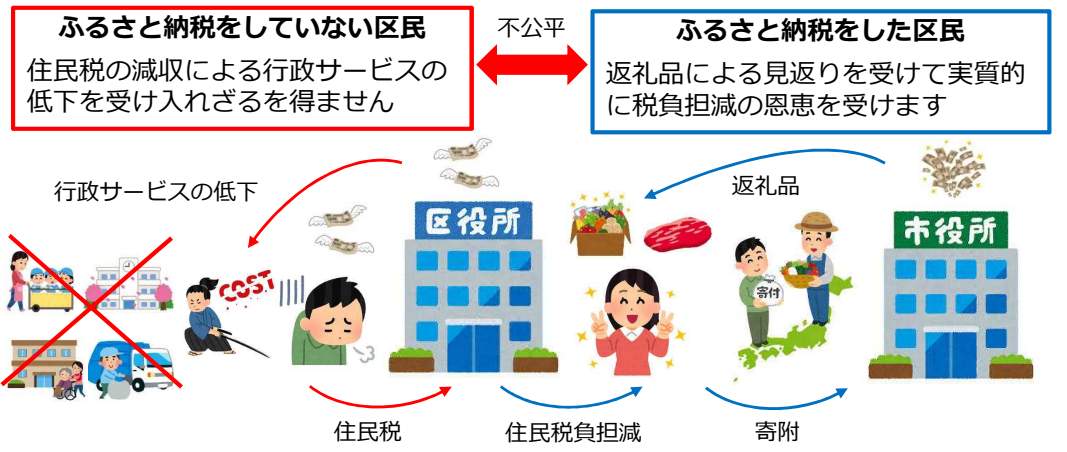 ふるさと納税をしていない区民
住民税の減収による行政サービスの
低下を受け入れざるを得ません
不公平
ふるさと納税をした区民
返礼品による見返りを受けて実質的
に税負担減の恩恵を受けます
行政サービスの低下
返礼品
区役所
市役所
COST
寄付
住民税
住民税負担減
寄附